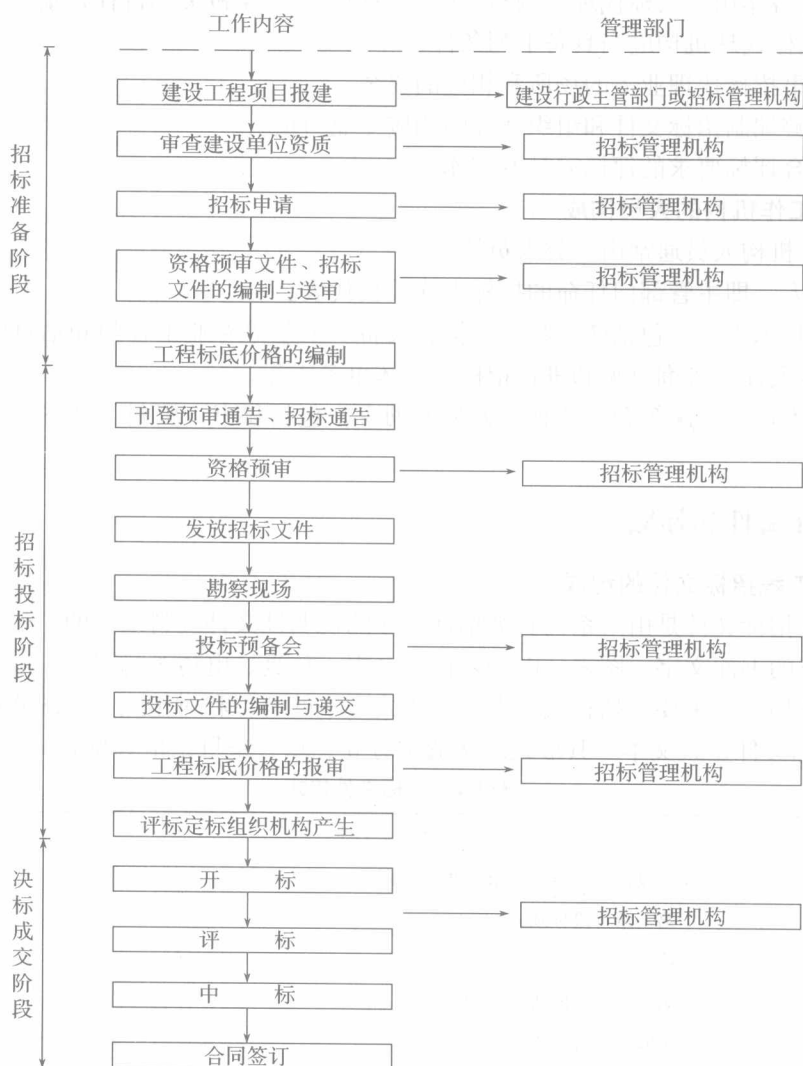 工作内容
管理部门
招标准备阶段
建设工程项目报建
建设行政主管部门或招标管理机构
审查建设单位资质
招标管理机构
招标申请
招标管理机构
资格预审文件、招标
文件的编制与送审
招标管理机构
工程标底价格的编制
招标投标阶段
刊登预审通告、招标通告
资格预审
招标管理机构
发放招标文件
勘察现场
投标预备会
招标管理机构
投标文件的编制与递交
工程标底价格的报审
招标管理机构
评标定标组织机构产生
决标成交阶段
开 标
招标管理机构
评 标
中 标
合同签订